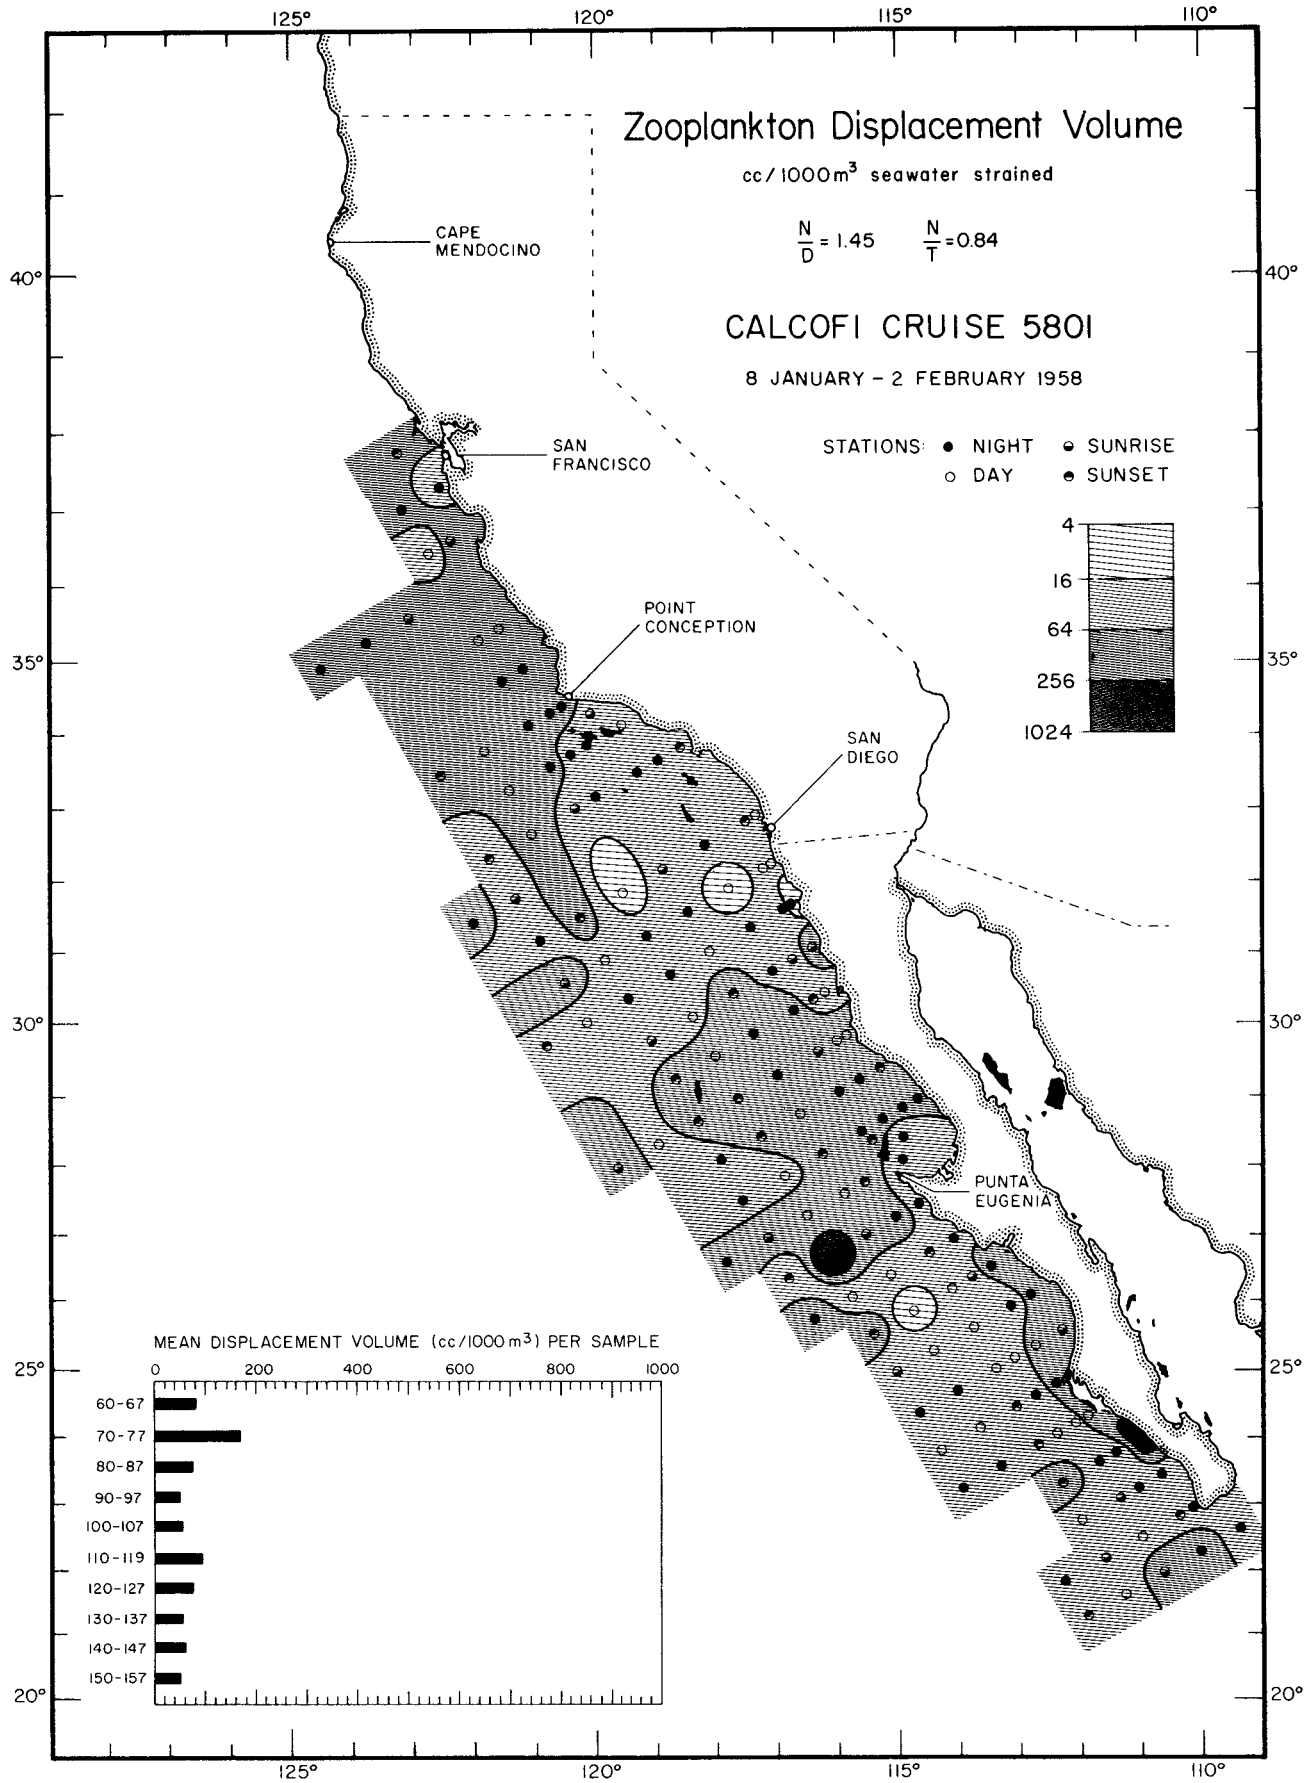 125° 120° 115° 110°
Zooplankton Displacement Volume
cc/1000m³ seawater strained
N/D = 1.45 N/T = 0.84
CAPE
MENDOCINO
40° 40°
CALCOFI CRUISE 5801
8 JANUARY – 2 FEBRUARY 1958
STATIONS: ● NIGHT SUNRISE
○ DAY SUNSET
SAN
FRANCISCO
4
16
64
256
1024
POINT
CONCEPTION
35° 35°
SAN
DIEGO
30° 30°
PUNTA
EUGENIA
MEAN DISPLACEMENT VOLUME (cc/1000m³) PER SAMPLE
0 200 400 600 800 1000
25° 25°
60-67
70-77
80-87
90-97
100-107
110-119
120-127
130-137
140-147
150-157
20° 20°
125° 120° 115° 110°